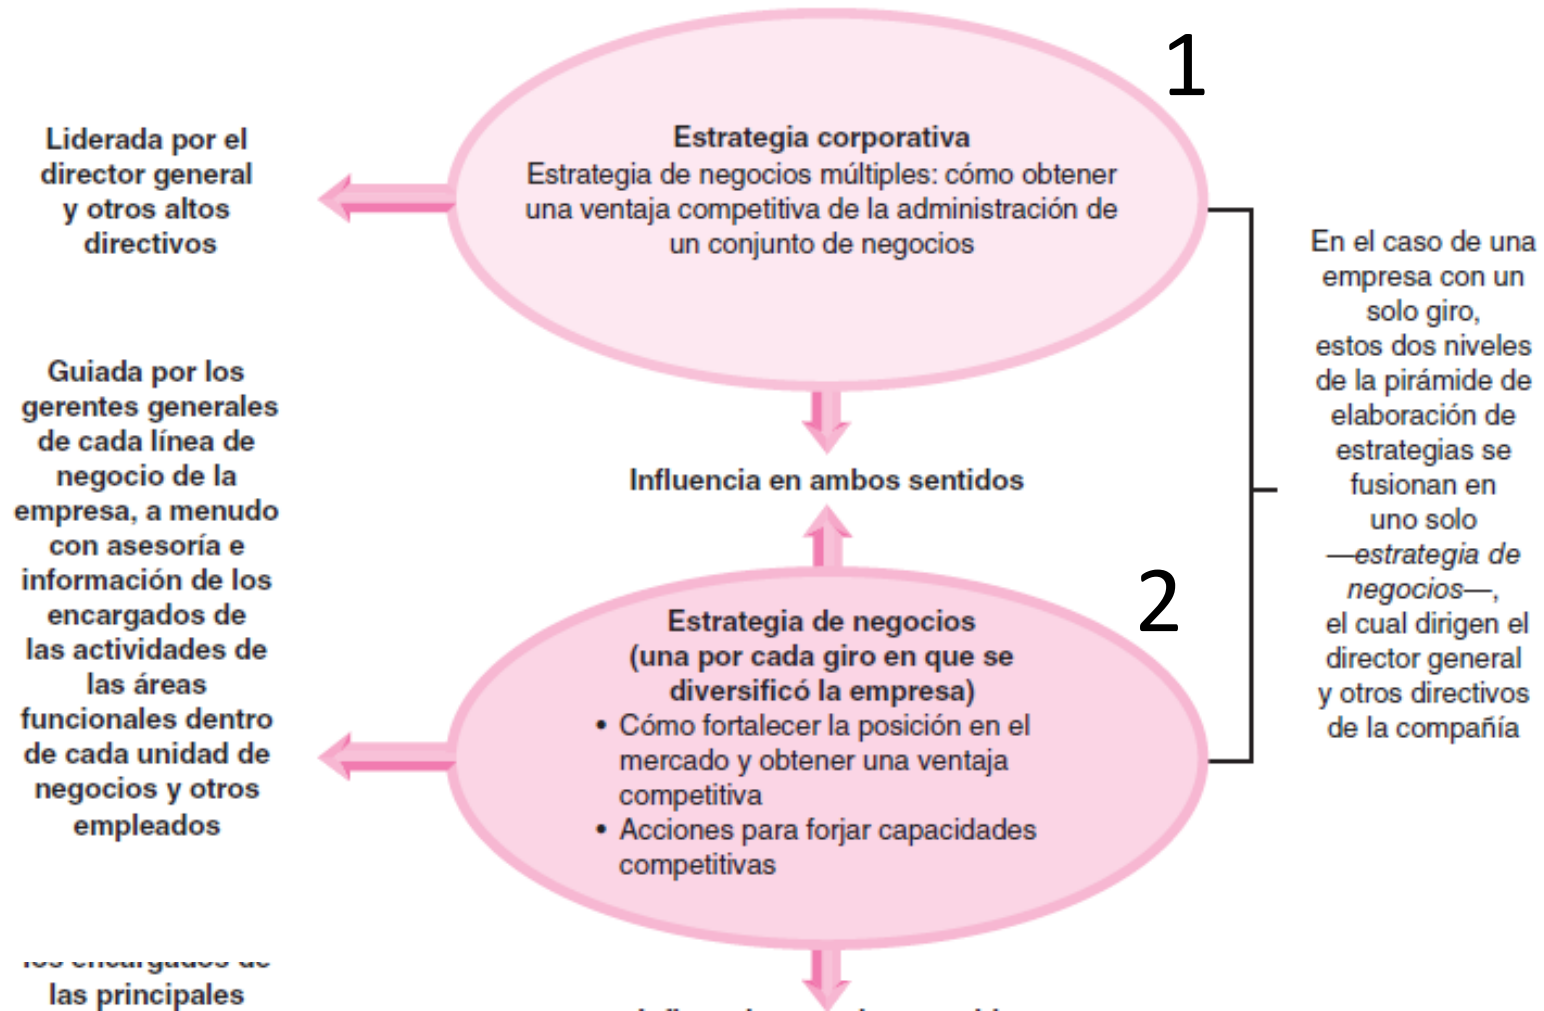 1
Estrategia corporativa
Estrategia de negocios múltiples: cómo obtener
una ventaja competitiva de la administración de
un conjunto de negocios
Liderada por el
director general
y otros altos
directivos
Influencia en ambos sentidos
2
Estrategia de negocios
(una por cada giro en que se
diversificó la empresa)
• Cómo fortalecer la posición en el
mercado y obtener una ventaja
competitiva
• Acciones para forjar capacidades
competitivas
Guiada por los
gerentes generales
de cada línea de
negocio de la
empresa, a menudo
con asesoría e
información de los
encargados de
las actividades de
las áreas
funcionales dentro
de cada unidad de
negocios y otros
empleados
En el caso de una
empresa con un
solo giro,
estos dos niveles
de la pirámide de
elaboración de
estrategias se
fusionan en
uno solo
—estrategia de
negocios—,
el cual dirigen el
director general
y otros directivos
de la compañía
los encargados de
las principales